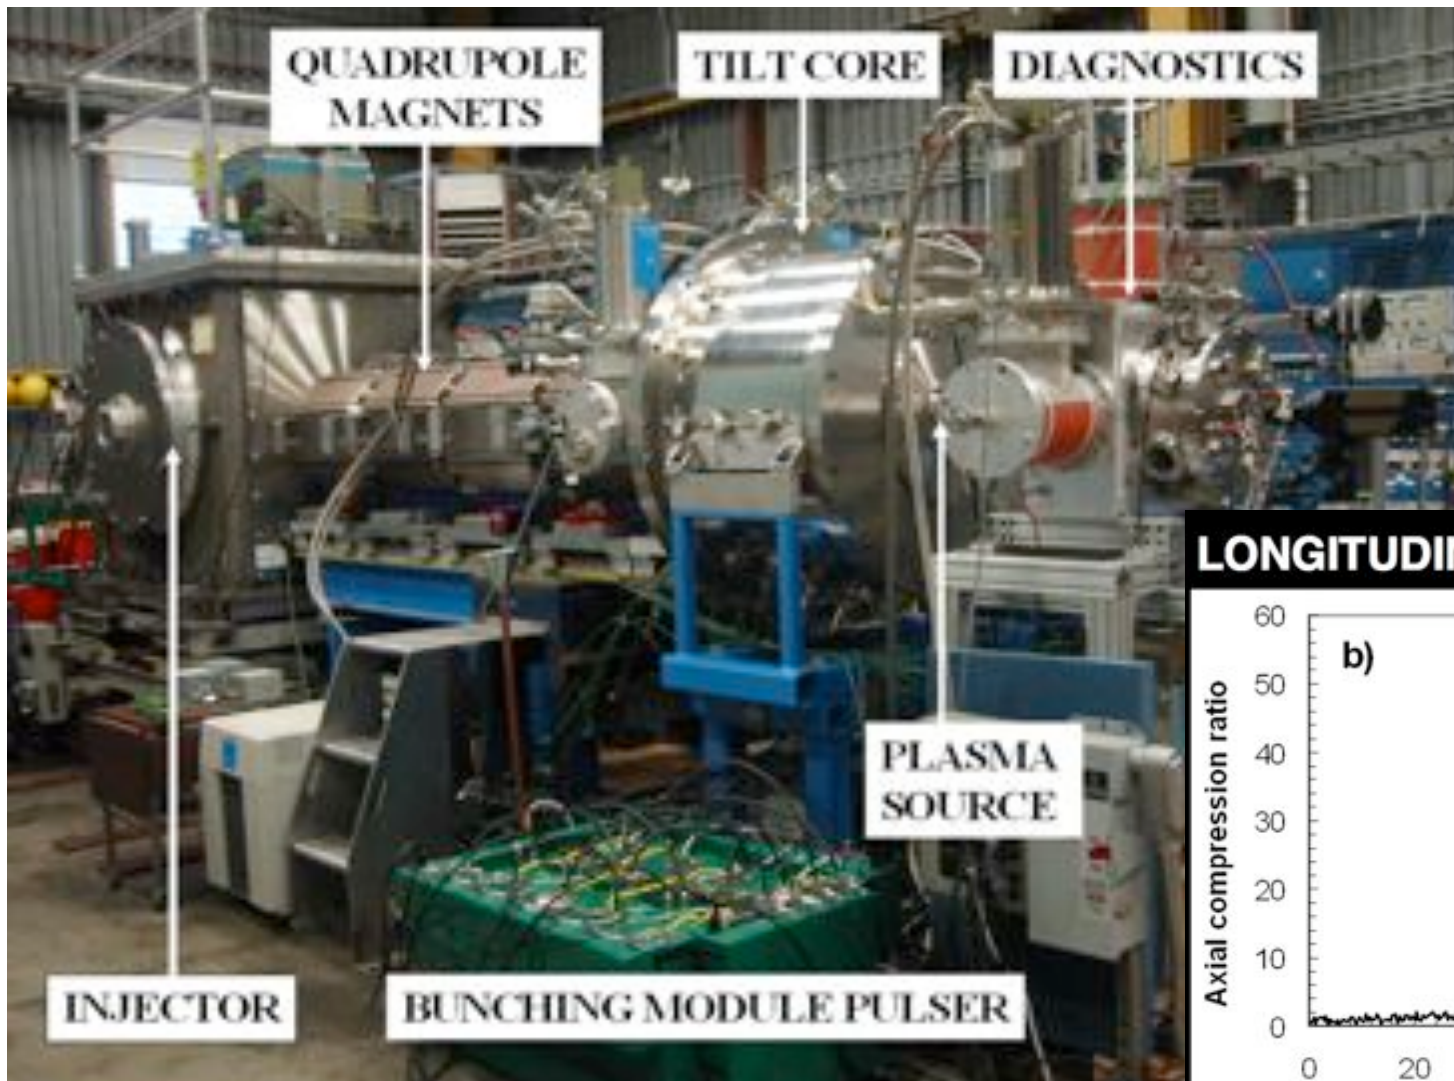 QUADRUPOLE
MAGNETS
TILT CORE
DIAGNOSTICS
PLASMA
SOURCE
INJECTOR
BUNCHING MODULE PULSER
LONGITUDI
b)
Axial compression ratio
60
50
40
30
20
10
0
0 20